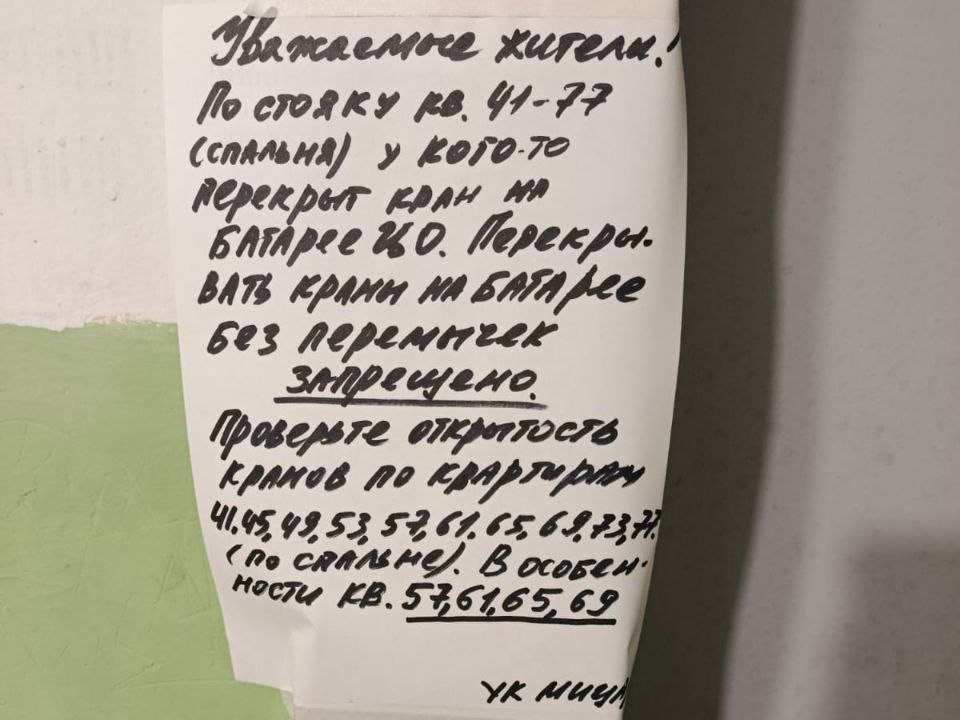 Уважаемые жители!
По стояку кв. 41-77
(спальня) у кого-то
перекрыт кран на
батарее ЦО. Перекры-
вать краны на батарее
без перемычек
запрещено.
Проверьте открытость
кранов по квартирам
41,45,49,53,57,61,65,69,73,77.
(по спальне). В особен-
ности кв. 57,61,65,69
УК